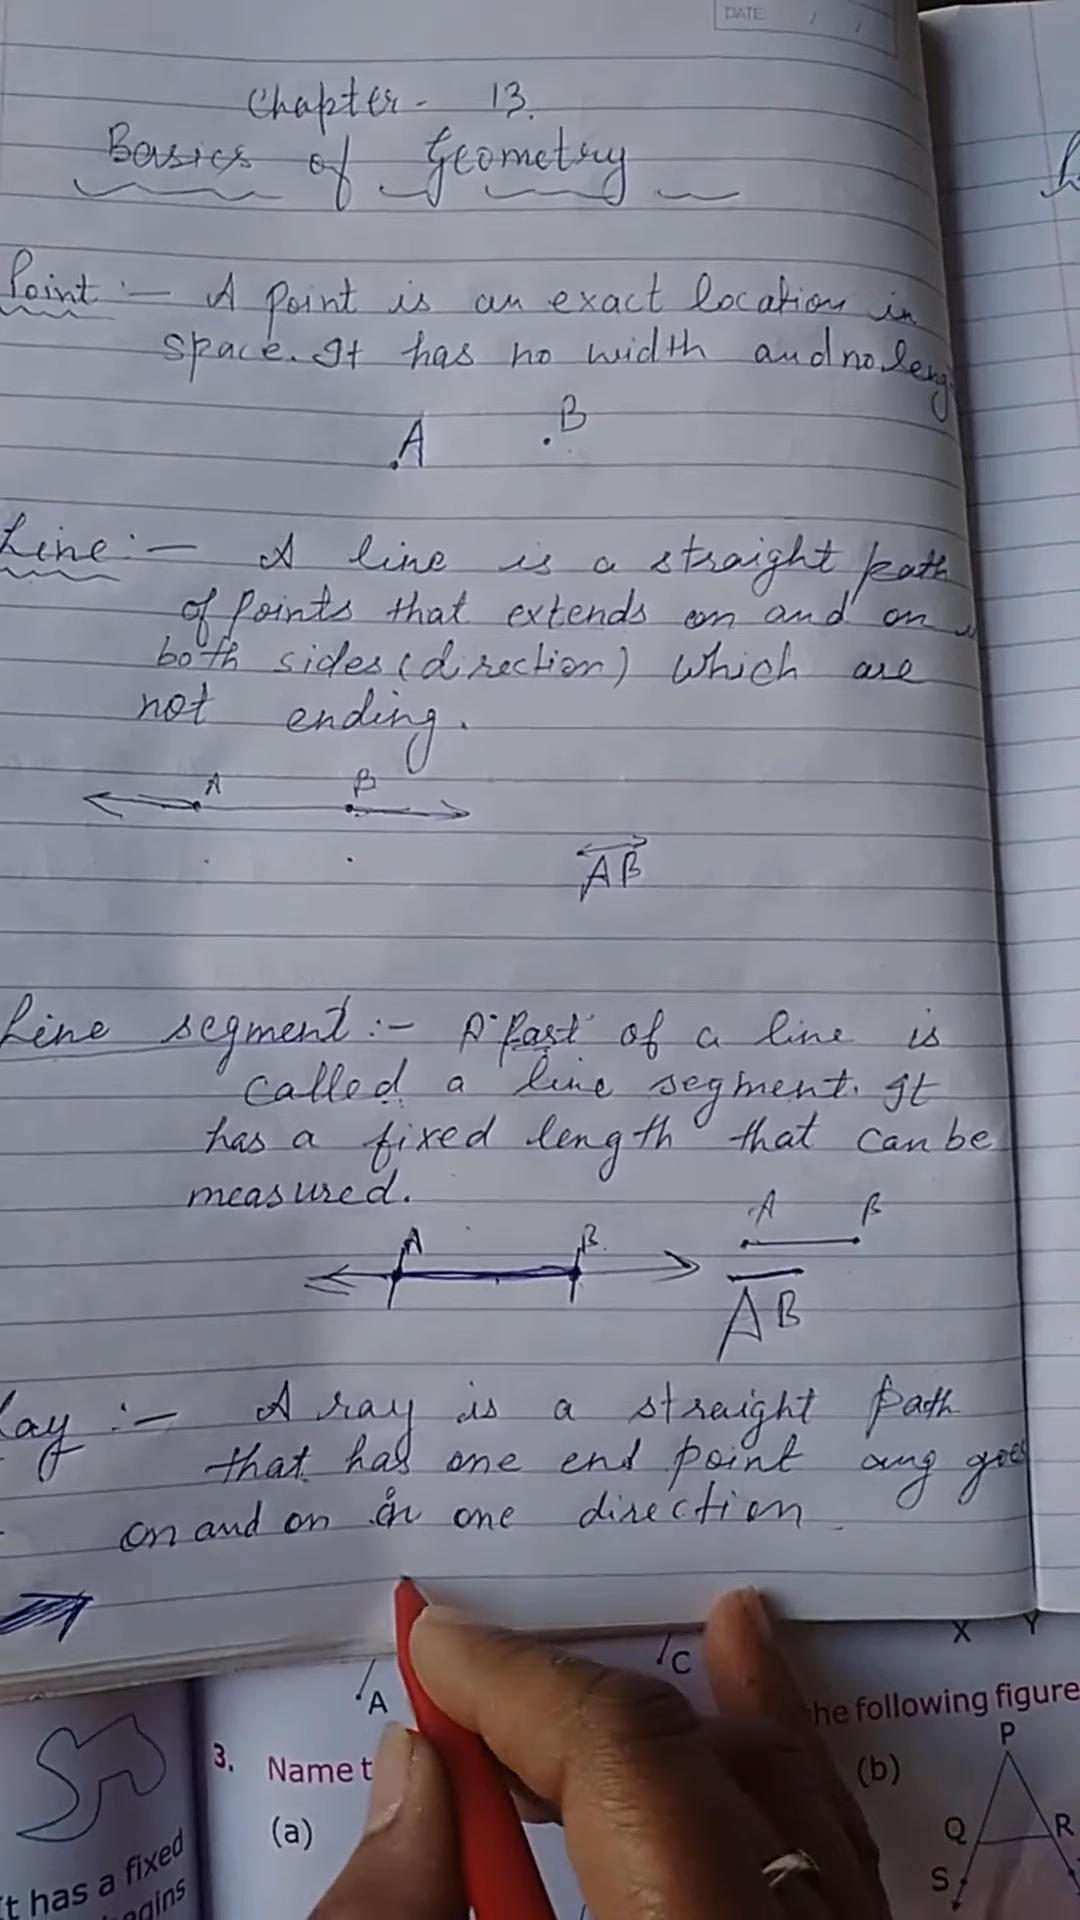 DATE: / /
Chapter - 13.
Basics of Geometry
Point :- A point is an exact location in
space. It has no width and no leng
.A .B
Line :- A line is a straight path
of points that extends on and on
both sides (direction) which are
not ending.
A B
AB
Line segment :- A part of a line is
called a line segment. It
has a fixed length that can be
measured.
A B
A B
AB
ay :- A ray is a straight path
that has one end point ang goes
on and on in one direction.
X Y
A
C
he following figure
3. Name t
(a)
(b)
P
Q R
S
t has a fixed